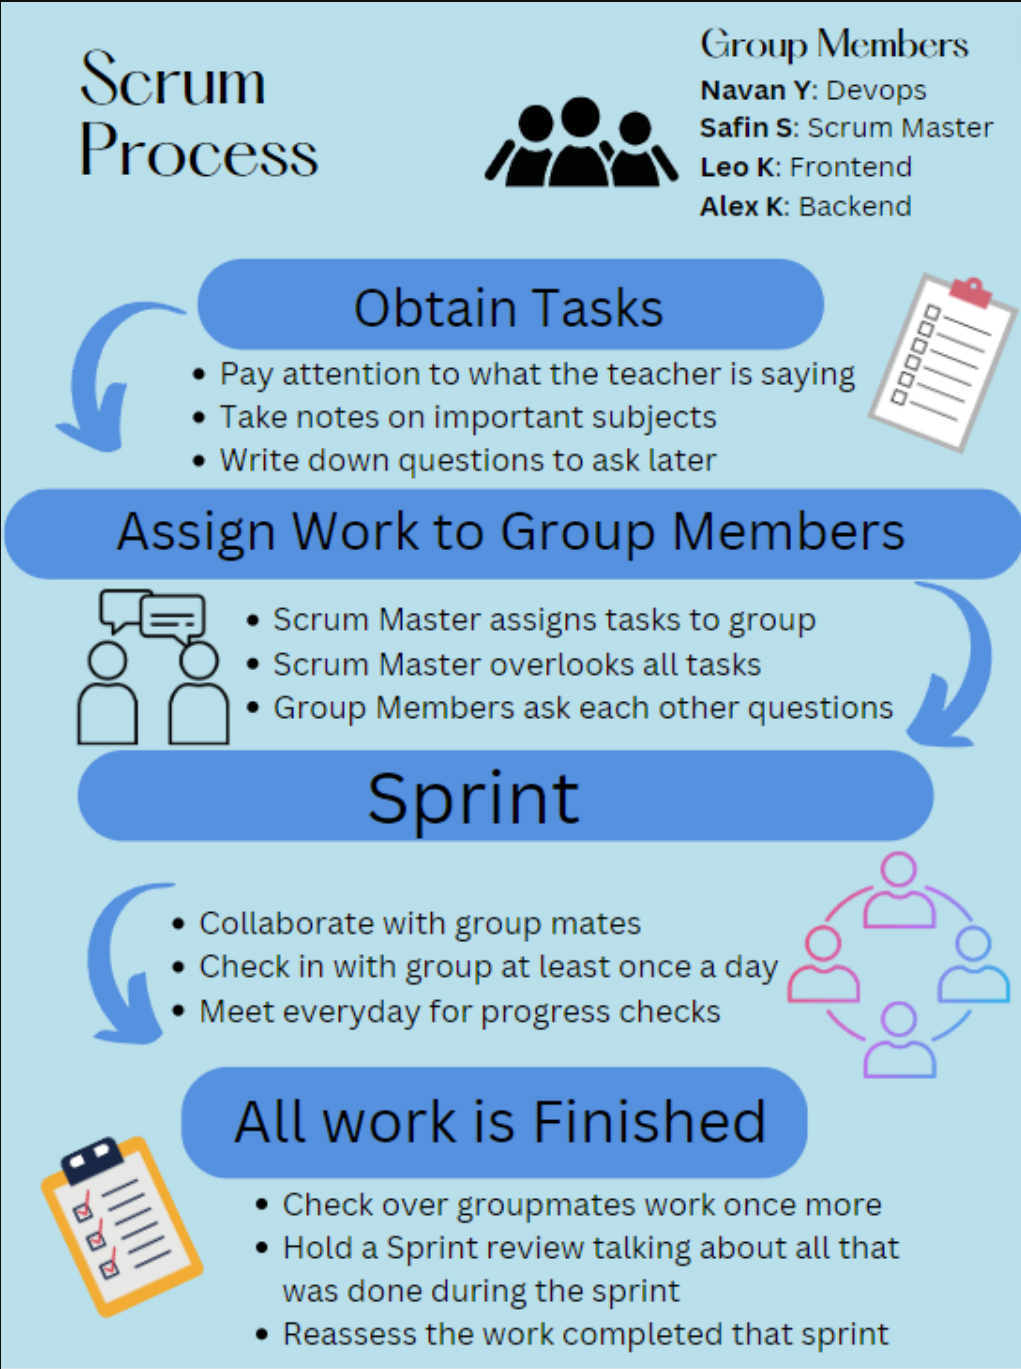 Scrum
Process
Group Members
Navan Y: Devops
Safin S: Scrum Master
Leo K: Frontend
Alex K: Backend
Obtain Tasks
• Pay attention to what the teacher is saying
• Take notes on important subjects
• Write down questions to ask later
Assign Work to Group Members
• Scrum Master assigns tasks to group
• Scrum Master overlooks all tasks
• Group Members ask each other questions
Sprint
• Collaborate with group mates
• Check in with group at least once a day
• Meet everyday for progress checks
All work is Finished
• Check over groupmates work once more
• Hold a Sprint review talking about all that
was done during the sprint
• Reassess the work completed that sprint